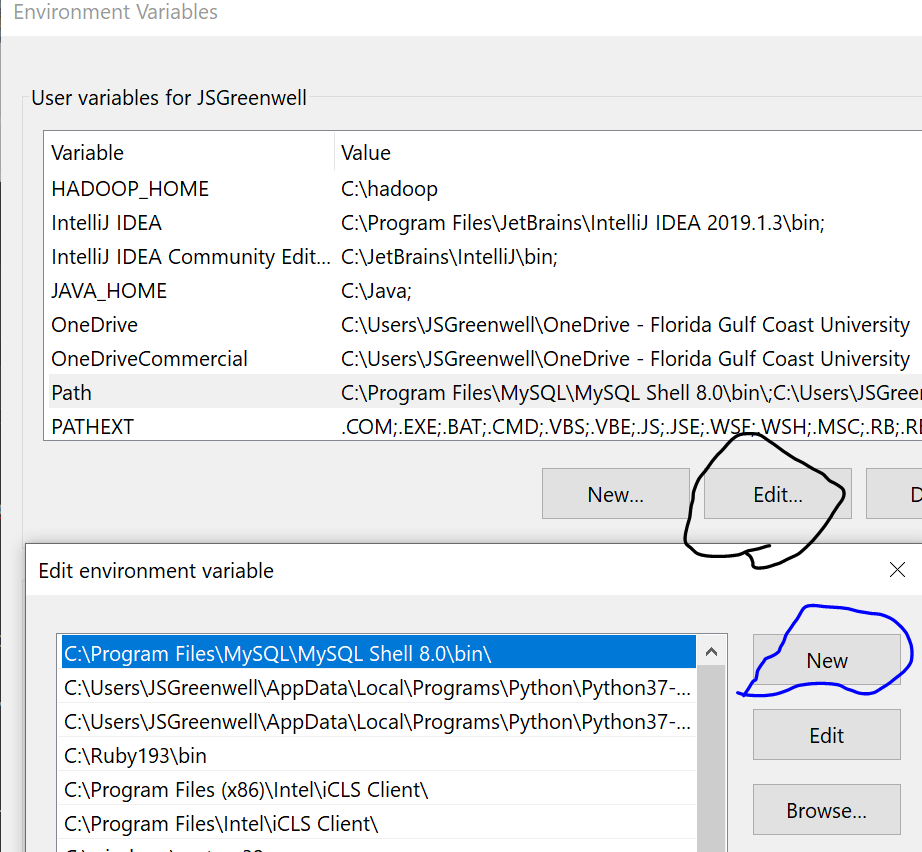 Environment Variables
User variables for JSGreenwell
Variable Value
HADOOP_HOME C:\hadoop
IntelliJ IDEA C:\Program Files\JetBrains\IntelliJ IDEA 2019.1.3\bin;
IntelliJ IDEA Community Edit... C:\JetBrains\IntelliJ\bin;
JAVA_HOME C:\Java;
OneDrive C:\Users\JSGreenwell\OneDrive - Florida Gulf Coast University
OneDriveCommercial C:\Users\JSGreenwell\OneDrive - Florida Gulf Coast University
Path C:\Program Files\MySQL\MySQL Shell 8.0\bin\;C:\Users\JSGreen
PATHEXT .COM;.EXE;.BAT;.CMD;.VBS;.VBE;.JS;.JSE;.WSF;.WSH;.MSC;.RB;.R
New... Edit... D
Edit environment variable
C:\Program Files\MySQL\MySQL Shell 8.0\bin\ New
C:\Users\JSGreenwell\AppData\Local\Programs\Python\Python37-...
C:\Users\JSGreenwell\AppData\Local\Programs\Python\Python37-...
Edit
C:\Ruby193\bin
C:\Program Files (x86)\Intel\iCLS Client\
Browse...
C:\Program Files\Intel\iCLS Client\